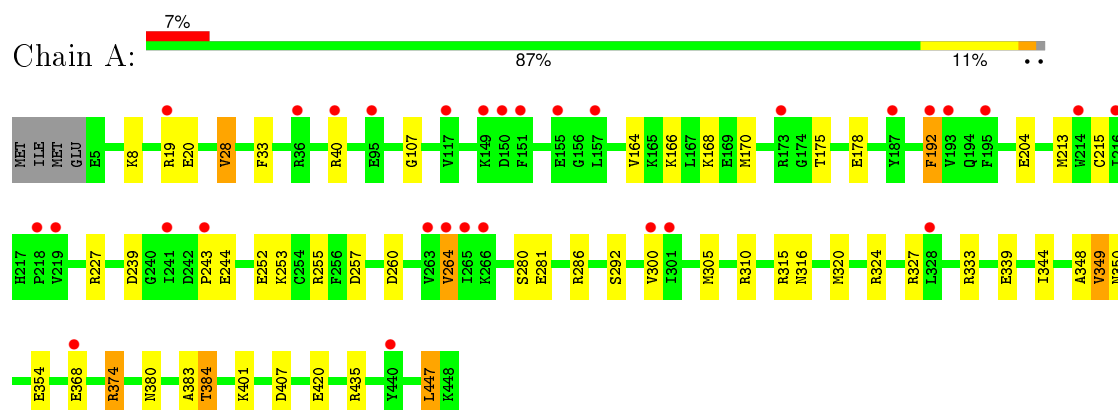 7%
Chain A:
87% 11% • •
MET ILE MET GLU E5 K8 R19 E20 V28 F33 R36 R40 E95 G107 V117 K149 D150 F151 E155 G156 L157 V164 K165 K166 L167 K168 E169 M170 R173 G174 T175 E178 Y187 F192 V193 Q194 F195 E204 M213 W214 C215 I216
H217 P218 V219 R227 D239 G240 I241 D242 P243 E244 E252 K253 C254 R255 F256 D257 D260 V263 V264 I265 K266 S280 E281 R286 S292 V300 I301 M305 R310 R315 N316 M320 R324 R327 L328 R333 E339 I344 A348 V349 N350
E354 E368 R374 N380 A383 T384 K401 D407 E420 R435 Y440 L447 K448